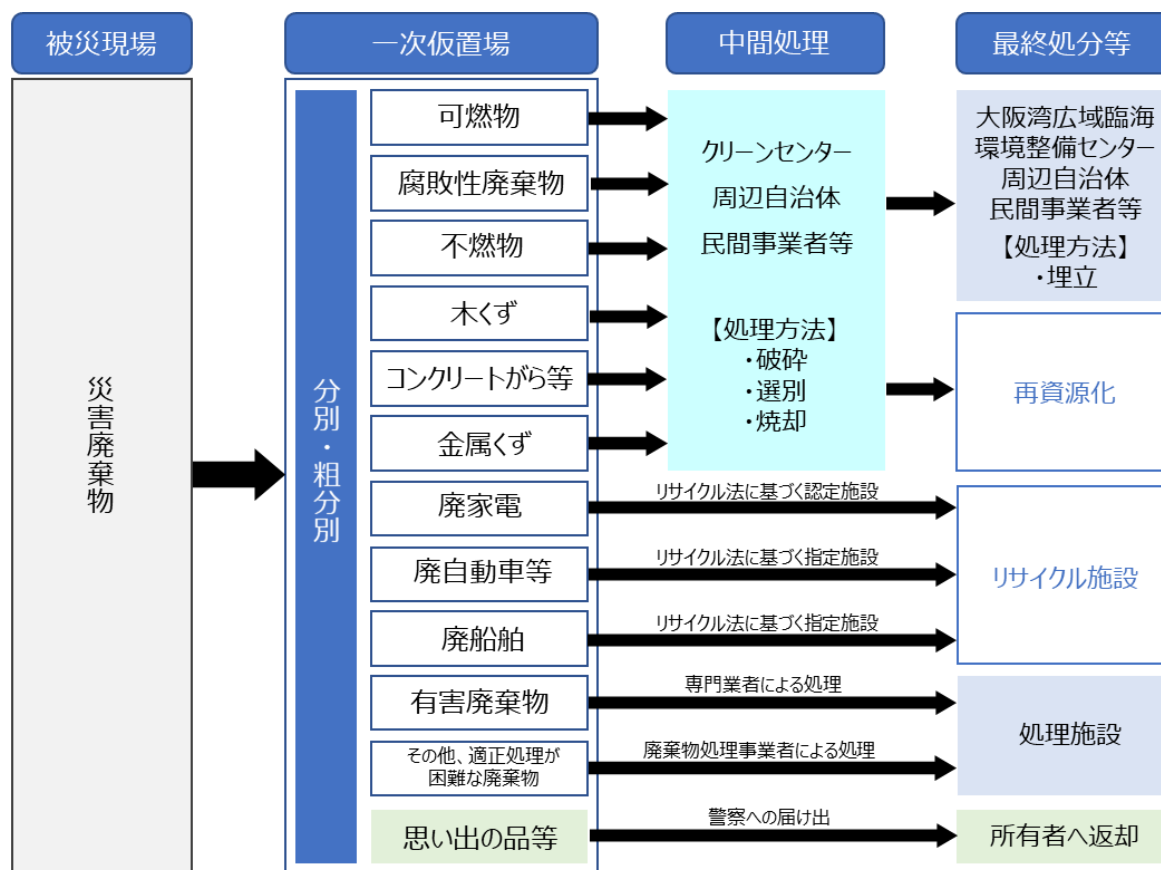 被災現場
一次仮置場
中間処理
最終処分等
災害廃棄物
分別・粗分別
可燃物
腐敗性廃棄物
不燃物
木くず
コンクリートがら等
金属くず
廃家電
廃自動車等
廃船舶
有害廃棄物
その他、適正処理が
困難な廃棄物
思い出の品等
クリーンセンター
周辺自治体
民間事業者等
【処理方法】
・破砕
・選別
・焼却
リサイクル法に基づく認定施設
リサイクル法に基づく指定施設
リサイクル法に基づく指定施設
専門業者による処理
廃棄物処理事業者による処理
警察への届け出
大阪湾広域臨海
環境整備センター
周辺自治体
民間事業者等
【処理方法】
・埋立
再資源化
リサイクル施設
処理施設
所有者へ返却